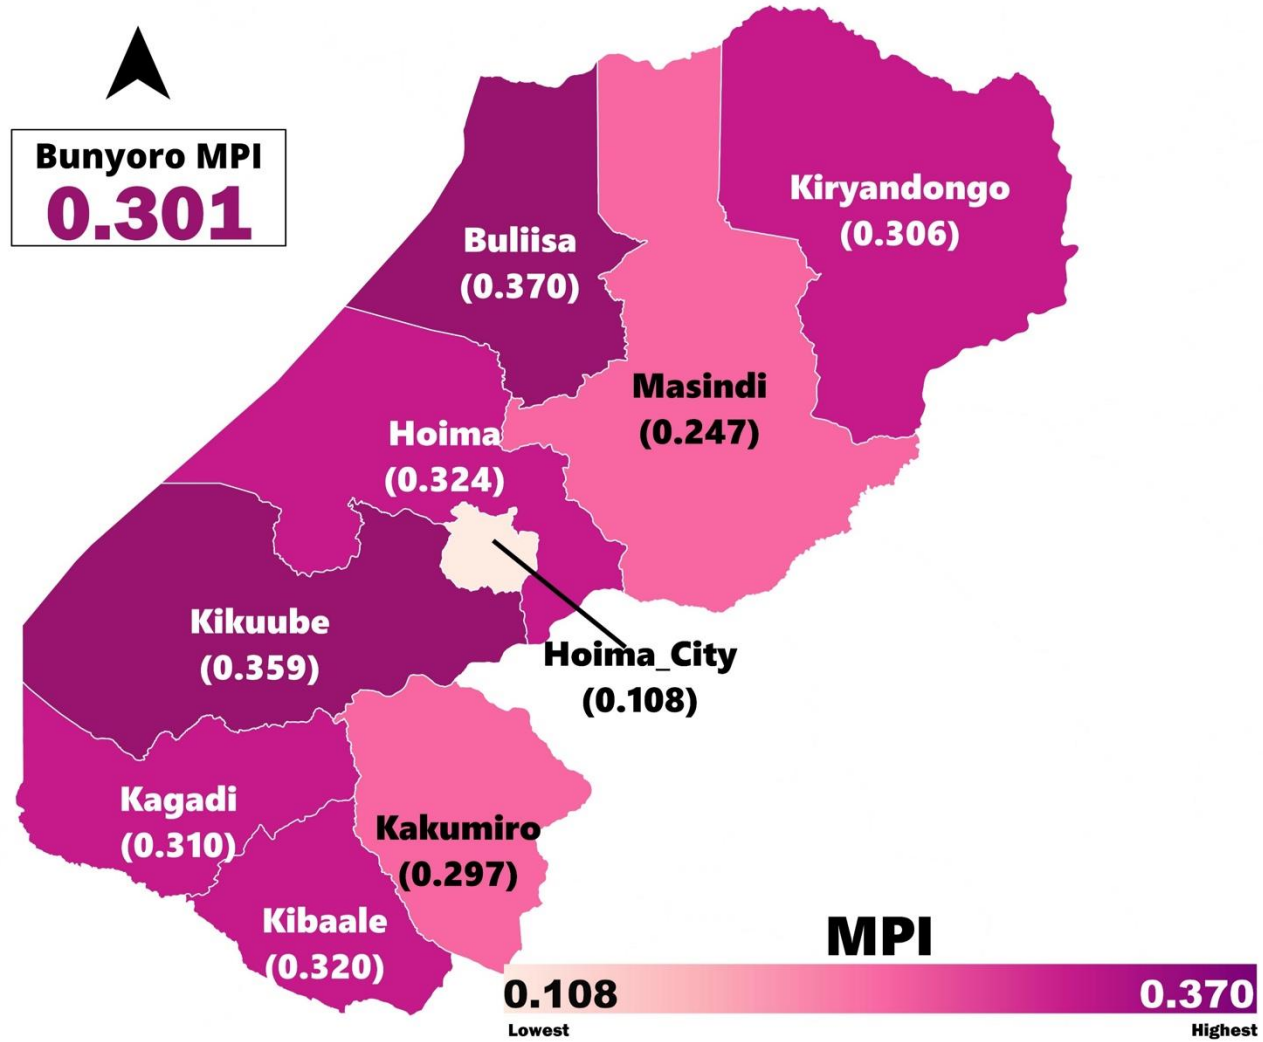 Bunyoro MPI
0.301
Kiryandongo
(0.306)
Buliisa
(0.370)
Masindi
(0.247)
Hoima
(0.324)
Kikuube
(0.359)
Hoima_City
(0.108)
Kagadi
(0.310)
Kakumiro
(0.297)
Kibaale
(0.320)
MPI
0.108
0.370
Lowest
Highest